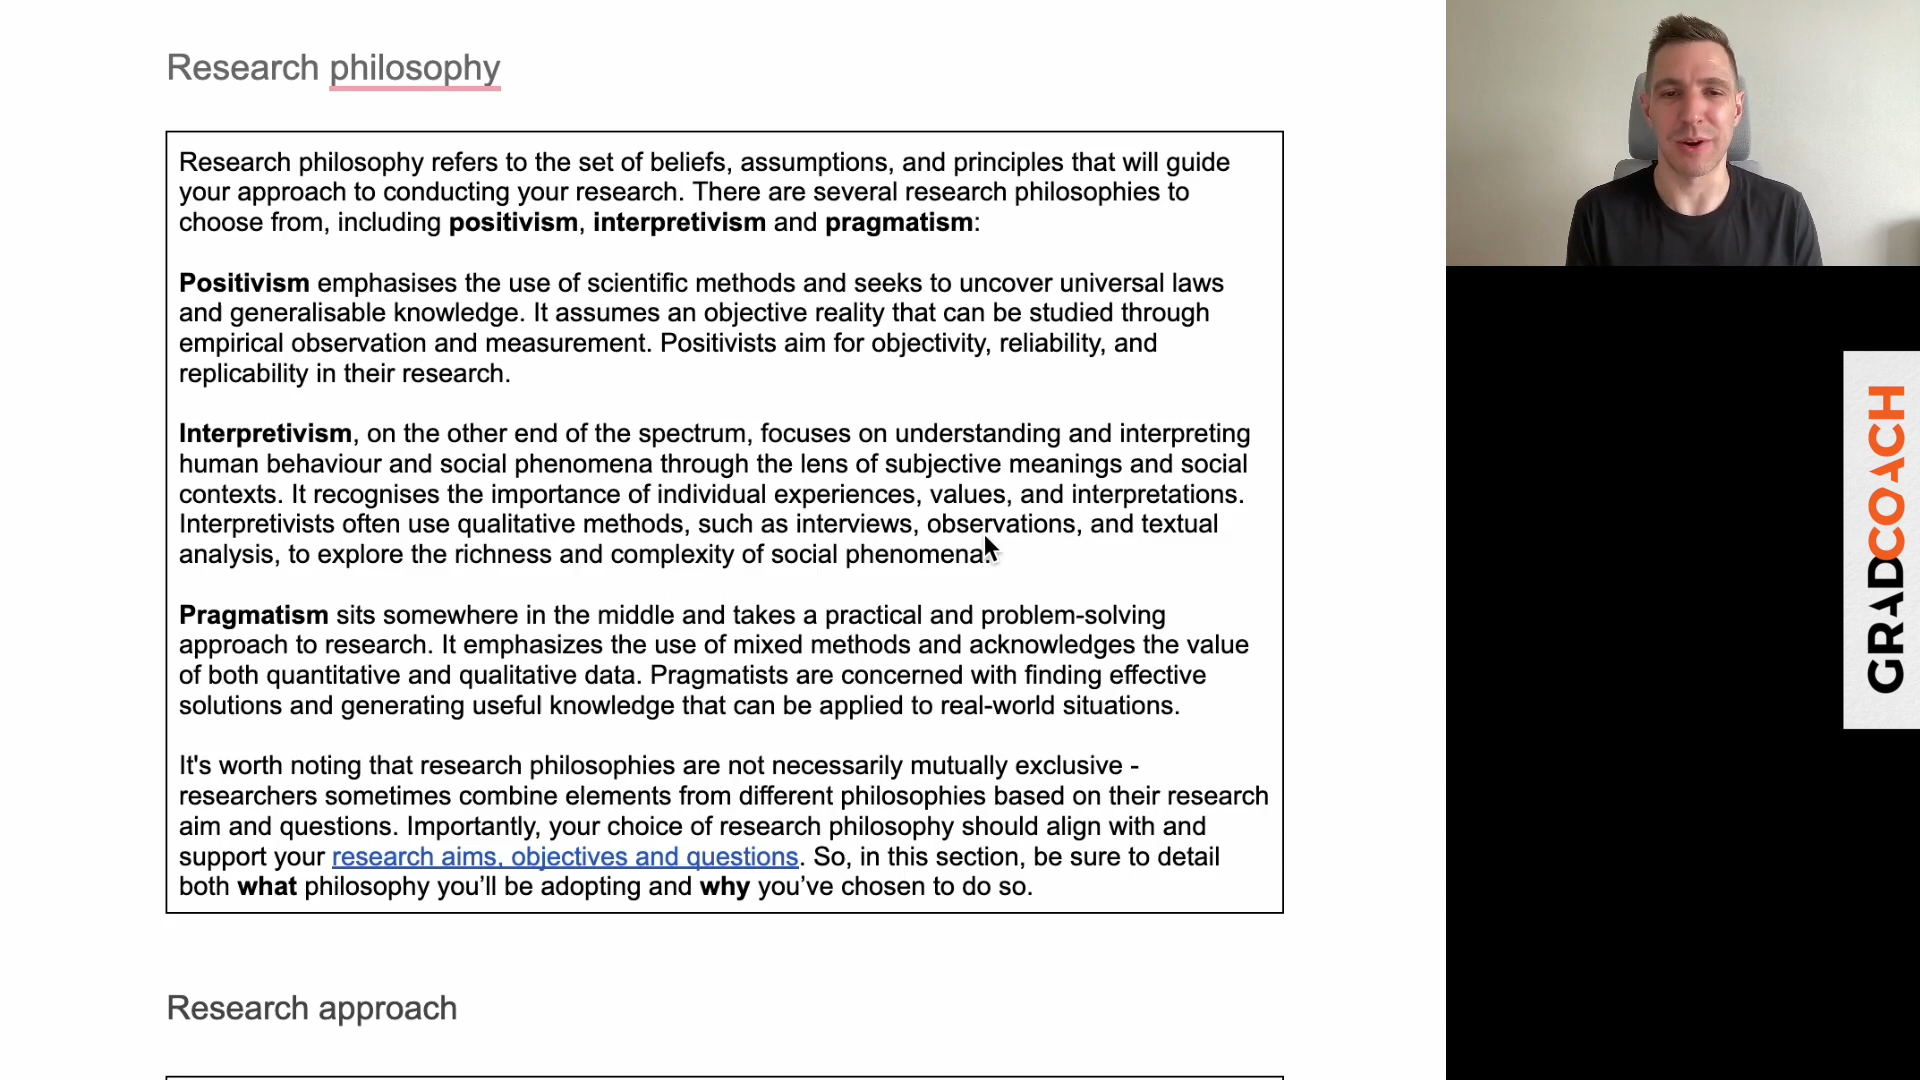 Research philosophy
Research philosophy refers to the set of beliefs, assumptions, and principles that will guide
your approach to conducting your research. There are several research philosophies to
choose from, including positivism, interpretivism and pragmatism:
Positivism emphasises the use of scientific methods and seeks to uncover universal laws
and generalisable knowledge. It assumes an objective reality that can be studied through
empirical observation and measurement. Positivists aim for objectivity, reliability, and
replicability in their research.
Interpretivism, on the other end of the spectrum, focuses on understanding and interpreting
human behaviour and social phenomena through the lens of subjective meanings and social
contexts. It recognises the importance of individual experiences, values, and interpretations.
Interpretivists often use qualitative methods, such as interviews, observations, and textual
analysis, to explore the richness and complexity of social phenomena.
Pragmatism sits somewhere in the middle and takes a practical and problem-solving
approach to research. It emphasizes the use of mixed methods and acknowledges the value
of both quantitative and qualitative data. Pragmatists are concerned with finding effective
solutions and generating useful knowledge that can be applied to real-world situations.
It's worth noting that research philosophies are not necessarily mutually exclusive -
researchers sometimes combine elements from different philosophies based on their research
aim and questions. Importantly, your choice of research philosophy should align with and
support your research aims, objectives and questions. So, in this section, be sure to detail
both what philosophy you’ll be adopting and why you’ve chosen to do so.
Research approach
GRADCOACH